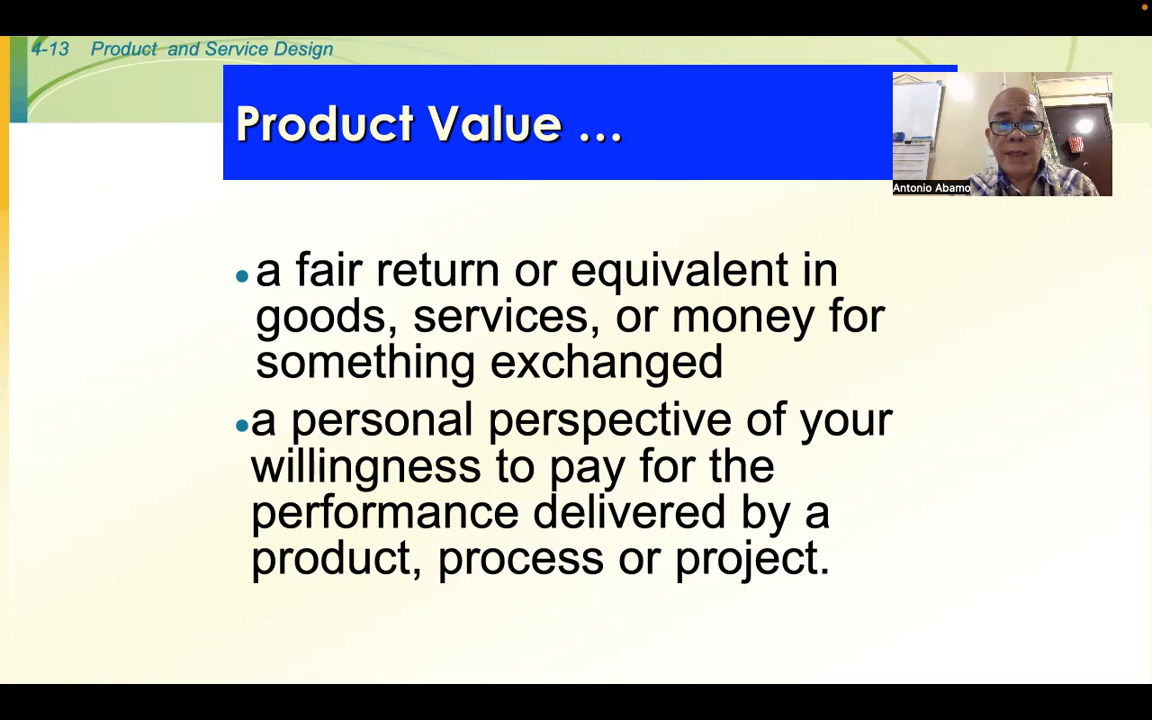 4-13 Product and Service Design
Product Value …
Antonio Abamo
• a fair return or equivalent in
goods, services, or money for
something exchanged
• a personal perspective of your
willingness to pay for the
performance delivered by a
product, process or project.